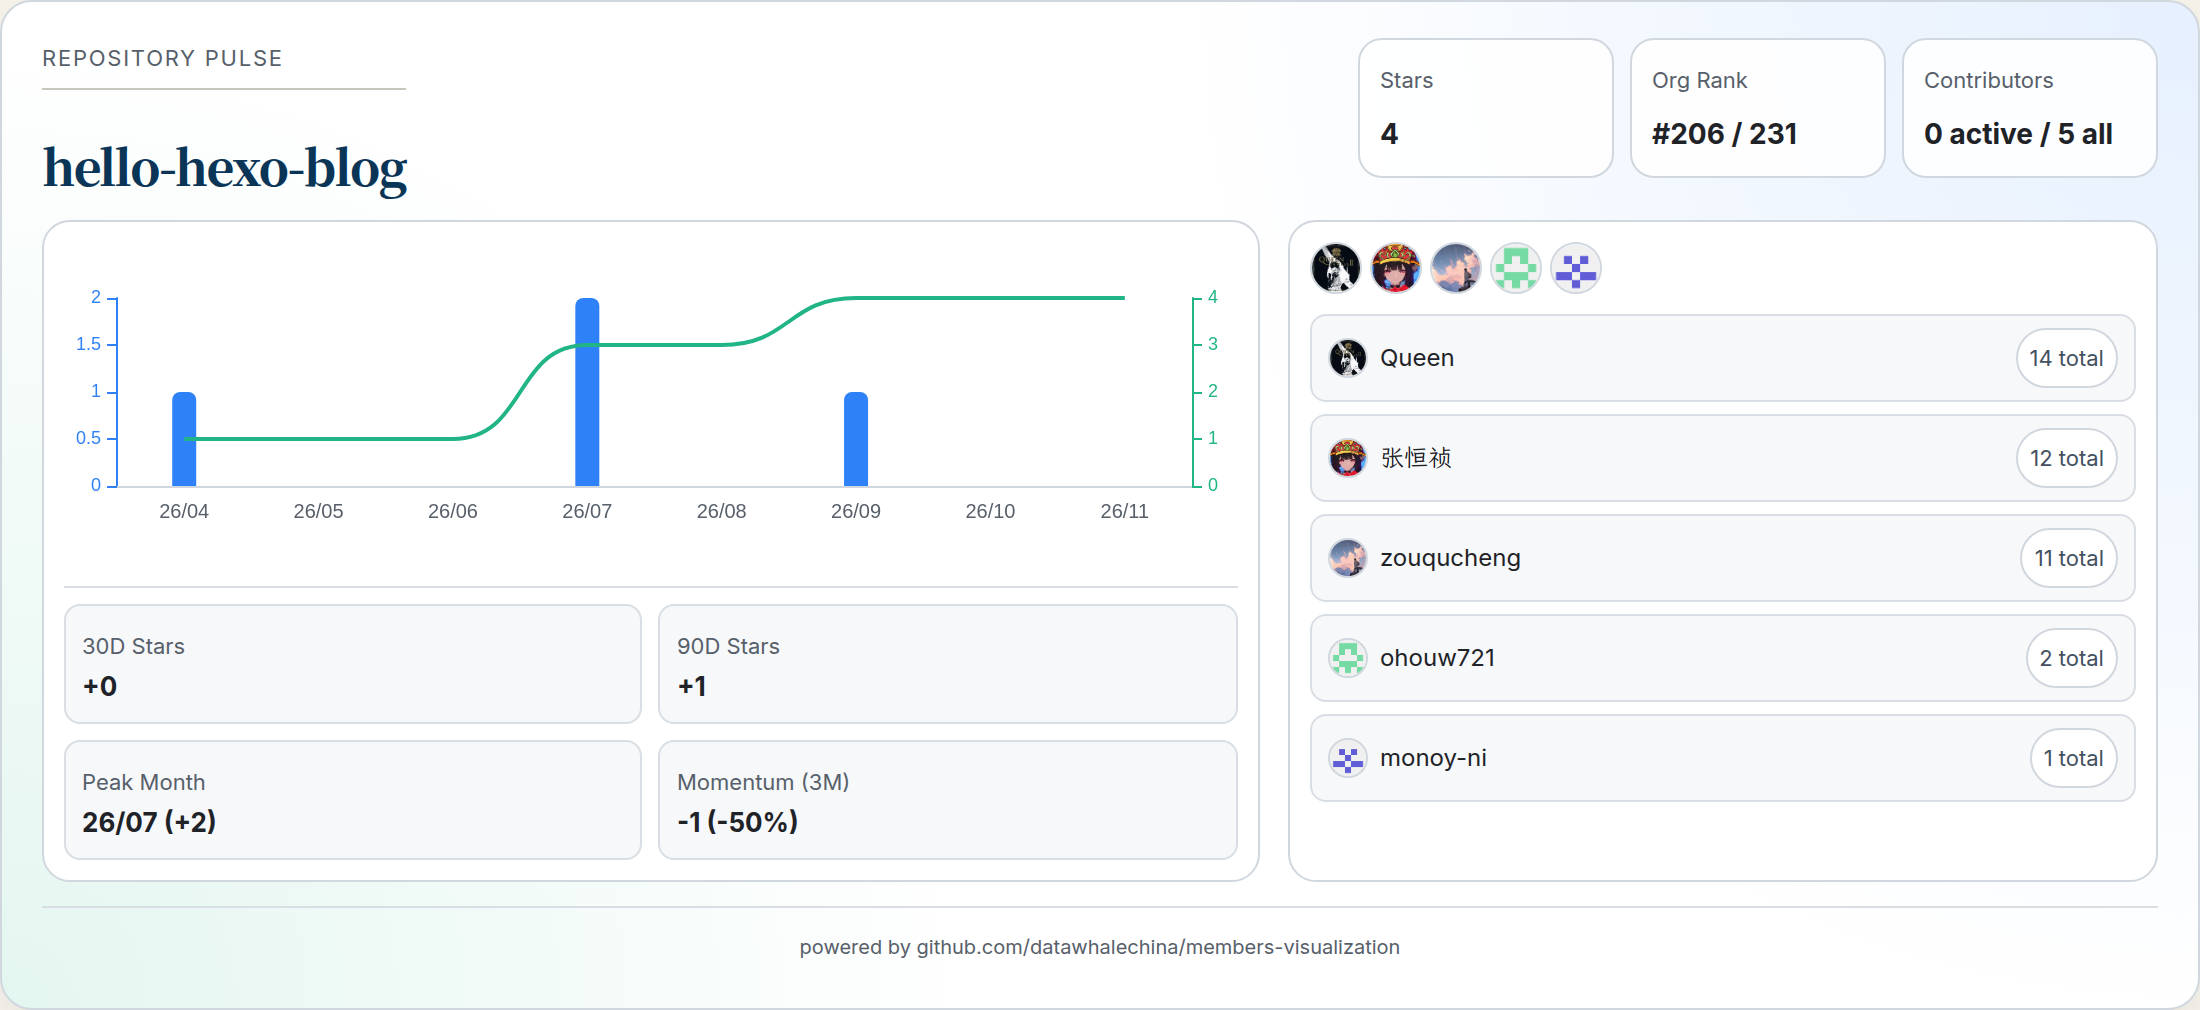 REPOSITORY PULSE
hello-hexo-blog
Stars
4
Org Rank
#206 / 231
Contributors
0 active / 5 all
2
1.5
1
0.5
0
4
3
2
1
0
26/04
26/05
26/06
26/07
26/08
26/09
26/10
26/11
30D Stars
+0
90D Stars
+1
Peak Month
26/07 (+2)
Momentum (3M)
-1 (-50%)
Queen
14 total
张恒祯
12 total
zouqucheng
11 total
ohouw721
2 total
monoy-ni
1 total
powered by github.com/datawhalechina/members-visualization